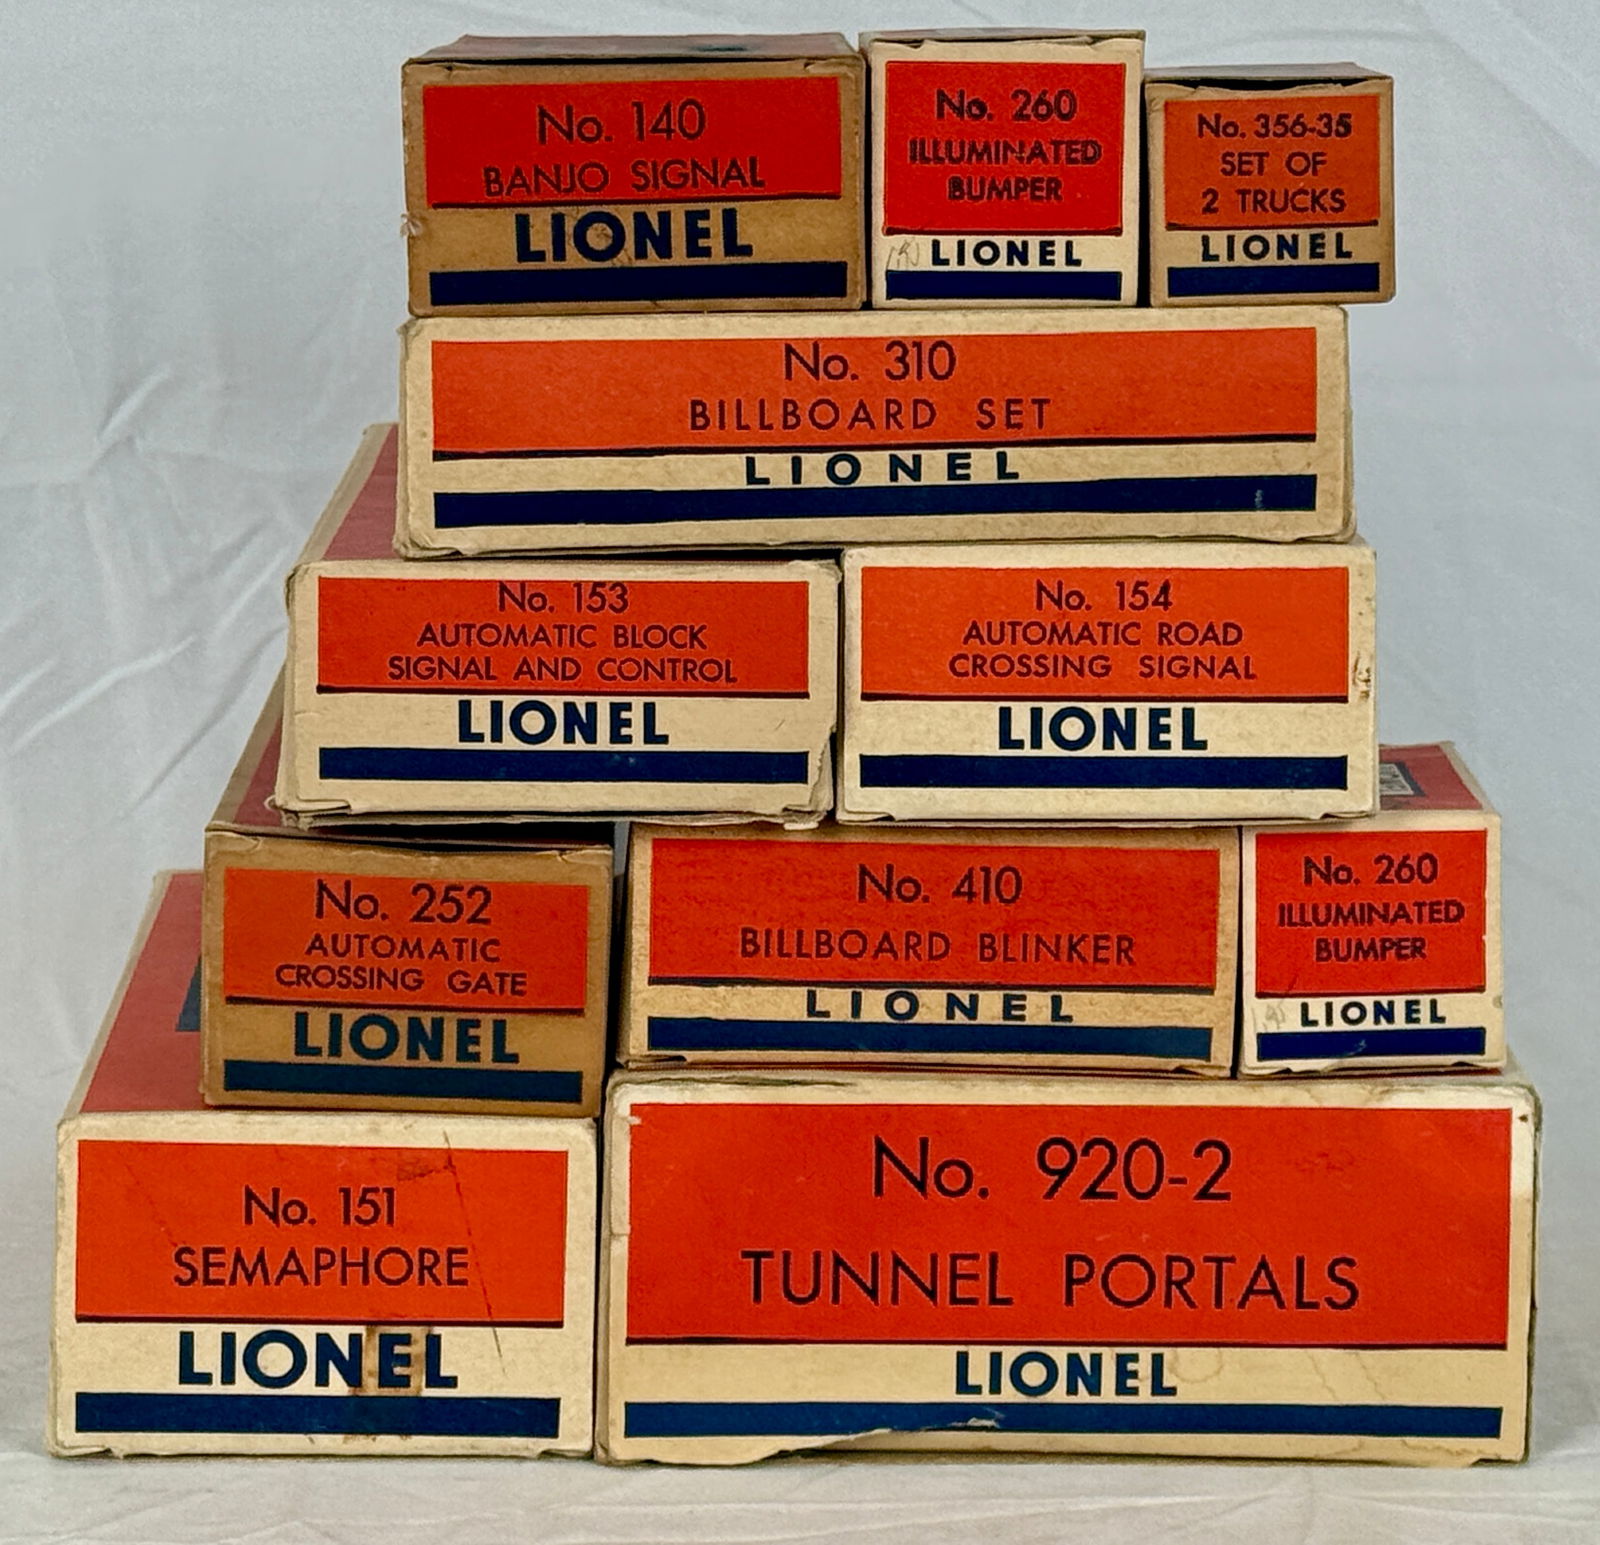 No. 140
BANJO SIGNAL
LIONEL
No. 260
ILLUMINATED
BUMPER
LIONEL
No. 356-35
SET OF
2 TRUCKS
LIONEL
No. 310
BILLBOARD SET
LIONEL
No. 153
AUTOMATIC BLOCK
SIGNAL AND CONTROL
LIONEL
No. 154
AUTOMATIC ROAD
CROSSING SIGNAL
LIONEL
No. 252
AUTOMATIC
CROSSING GATE
LIONEL
No. 410
BILLBOARD BLINKER
LIONEL
No. 260
ILLUMINATED
BUMPER
LIONEL
No. 151
SEMAPHORE
LIONEL
No. 920-2
TUNNEL PORTALS
LIONEL